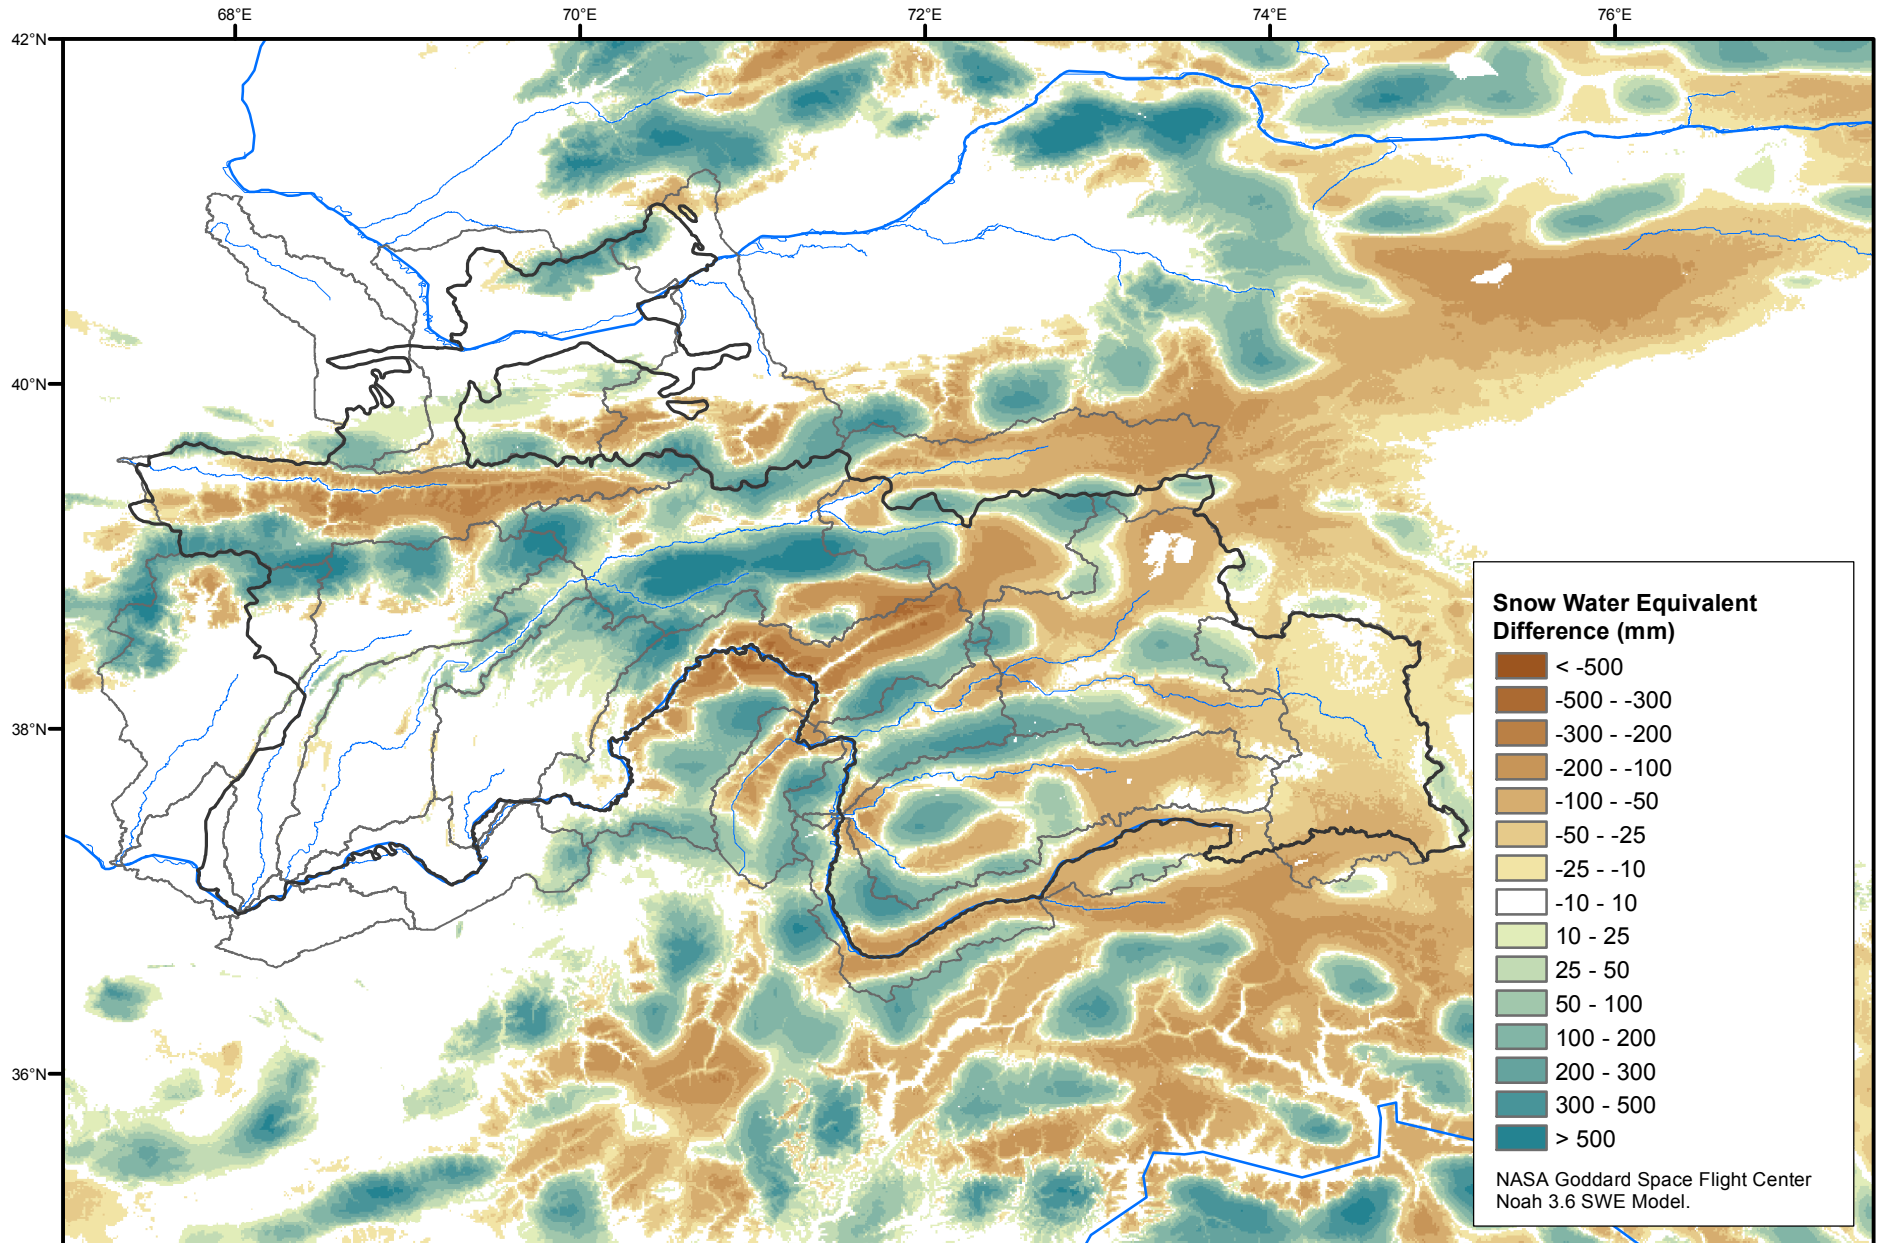 68°E 70°E 72°E 74°E 76°E
42°N
40°N
38°N
36°N
Snow Water Equivalent
Difference (mm)
< -500
-500 - -300
-300 - -200
-200 - -100
-100 - -50
-50 - -25
-25 - -10
-10 - 10
10 - 25
25 - 50
50 - 100
100 - 200
200 - 300
300 - 500
> 500
NASA Goddard Space Flight Center
Noah 3.6 SWE Model.